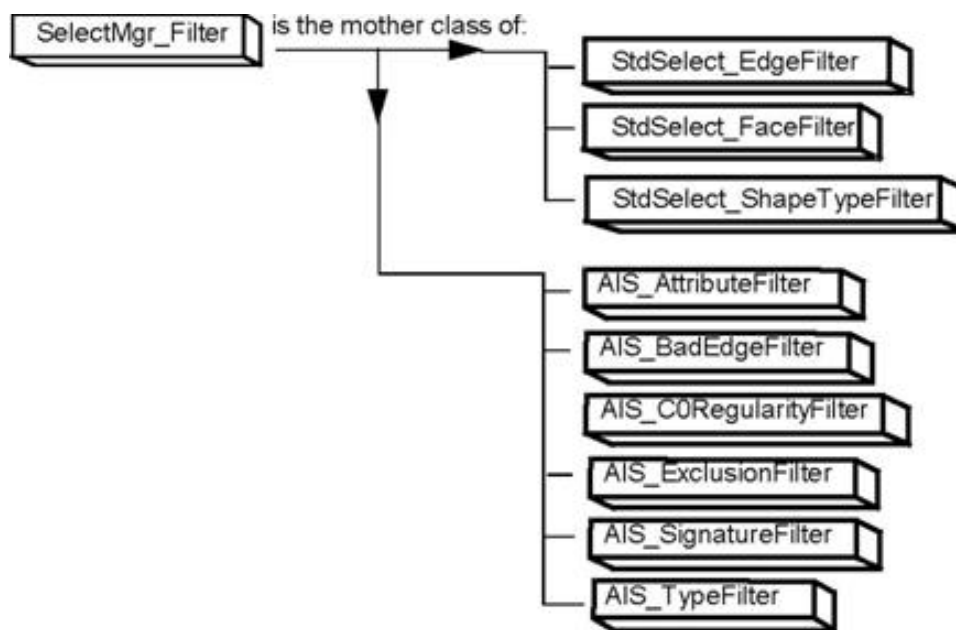 SelectMgr_Filter
is the mother class of:
StdSelect_EdgeFilter
StdSelect_FaceFilter
StdSelect_ShapeTypeFilter
AIS_AttributeFilter
AIS_BadEdgeFilter
AIS_C0RegularityFilter
AIS_ExclusionFilter
AIS_SignatureFilter
AIS_TypeFilter